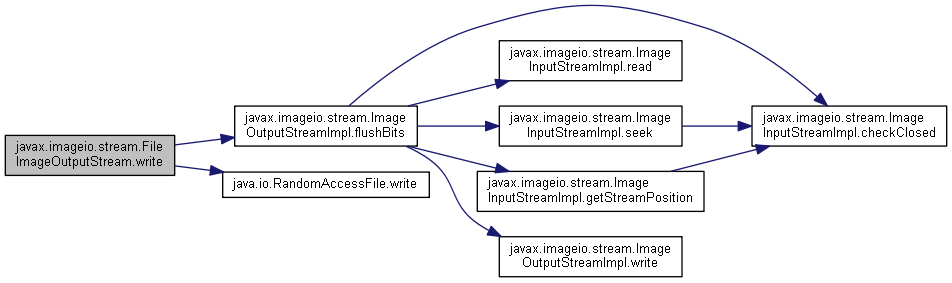 javax.imageio.stream.File
ImageOutputStream.write
javax.imageio.stream.Image
OutputStreamImpl.flushBits
java.io.RandomAccessFile.write
javax.imageio.stream.Image
InputStreamImpl.read
javax.imageio.stream.Image
InputStreamImpl.seek
javax.imageio.stream.Image
InputStreamImpl.getStreamPosition
javax.imageio.stream.Image
OutputStreamImpl.write
javax.imageio.stream.Image
InputStreamImpl.checkClosed